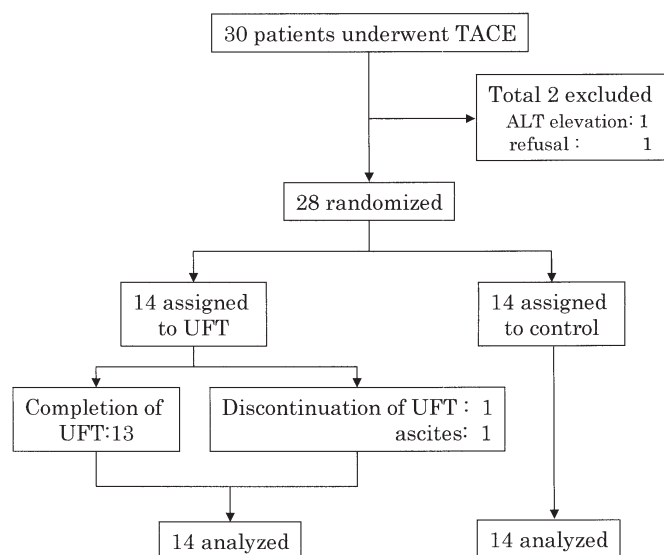 30 patients underwent TACE
Total 2 excluded
ALT elevation: 1
refusal : 1
28 randomized
14 assigned
to UFT
14 assigned
to control
Completion of
UFT:13
Discontinuation of UFT : 1
ascites: 1
14 analyzed
14 analyzed